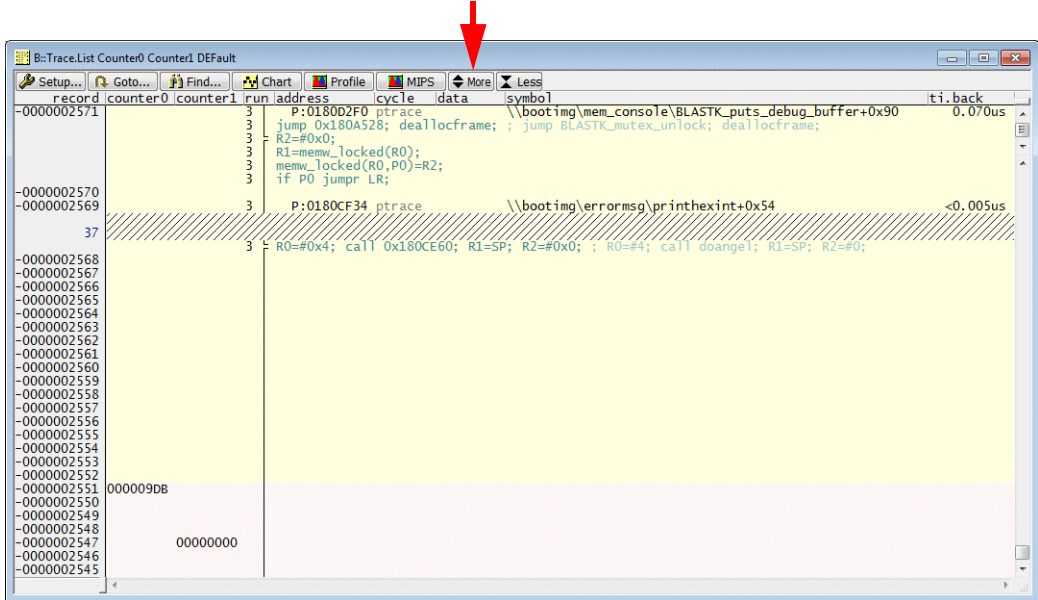 B::Trace.List Counter0 Counter1 DEFault
Setup... Goto... Find... Chart Profile MIPS More Less
record counter0 counter1 run address cycle data symbol ti.back
-0000002571 3 P:0180D2F0 ptrace \\bootimg\mem_console\BLASTK_puts_debug_buffer+0x90 0.070us
3 jump 0x180A528; deallocframe; ; jump BLASTK_mutex_unlock; deallocframe;
3 R2=#0x0;
3 R1=memw_locked(R0);
3 memw_locked(R0,P0)=R2;
3 if P0 jumpr LR;
-0000002570
-0000002569 3 P:0180CF34 ptrace \\bootimg\errormsg\printhexint+0x54 <0.005us
37
3 R0=#0x4; call 0x180CE60; R1=SP; R2=#0x0; ; R0=#4; call doangel; R1=SP; R2=#0;
-0000002568
-0000002567
-0000002566
-0000002565
-0000002564
-0000002563
-0000002562
-0000002561
-0000002560
-0000002559
-0000002558
-0000002557
-0000002556
-0000002555
-0000002554
-0000002553
-0000002552
-0000002551 000009DB
-0000002550
-0000002549
-0000002548
-0000002547 00000000
-0000002546
-0000002545